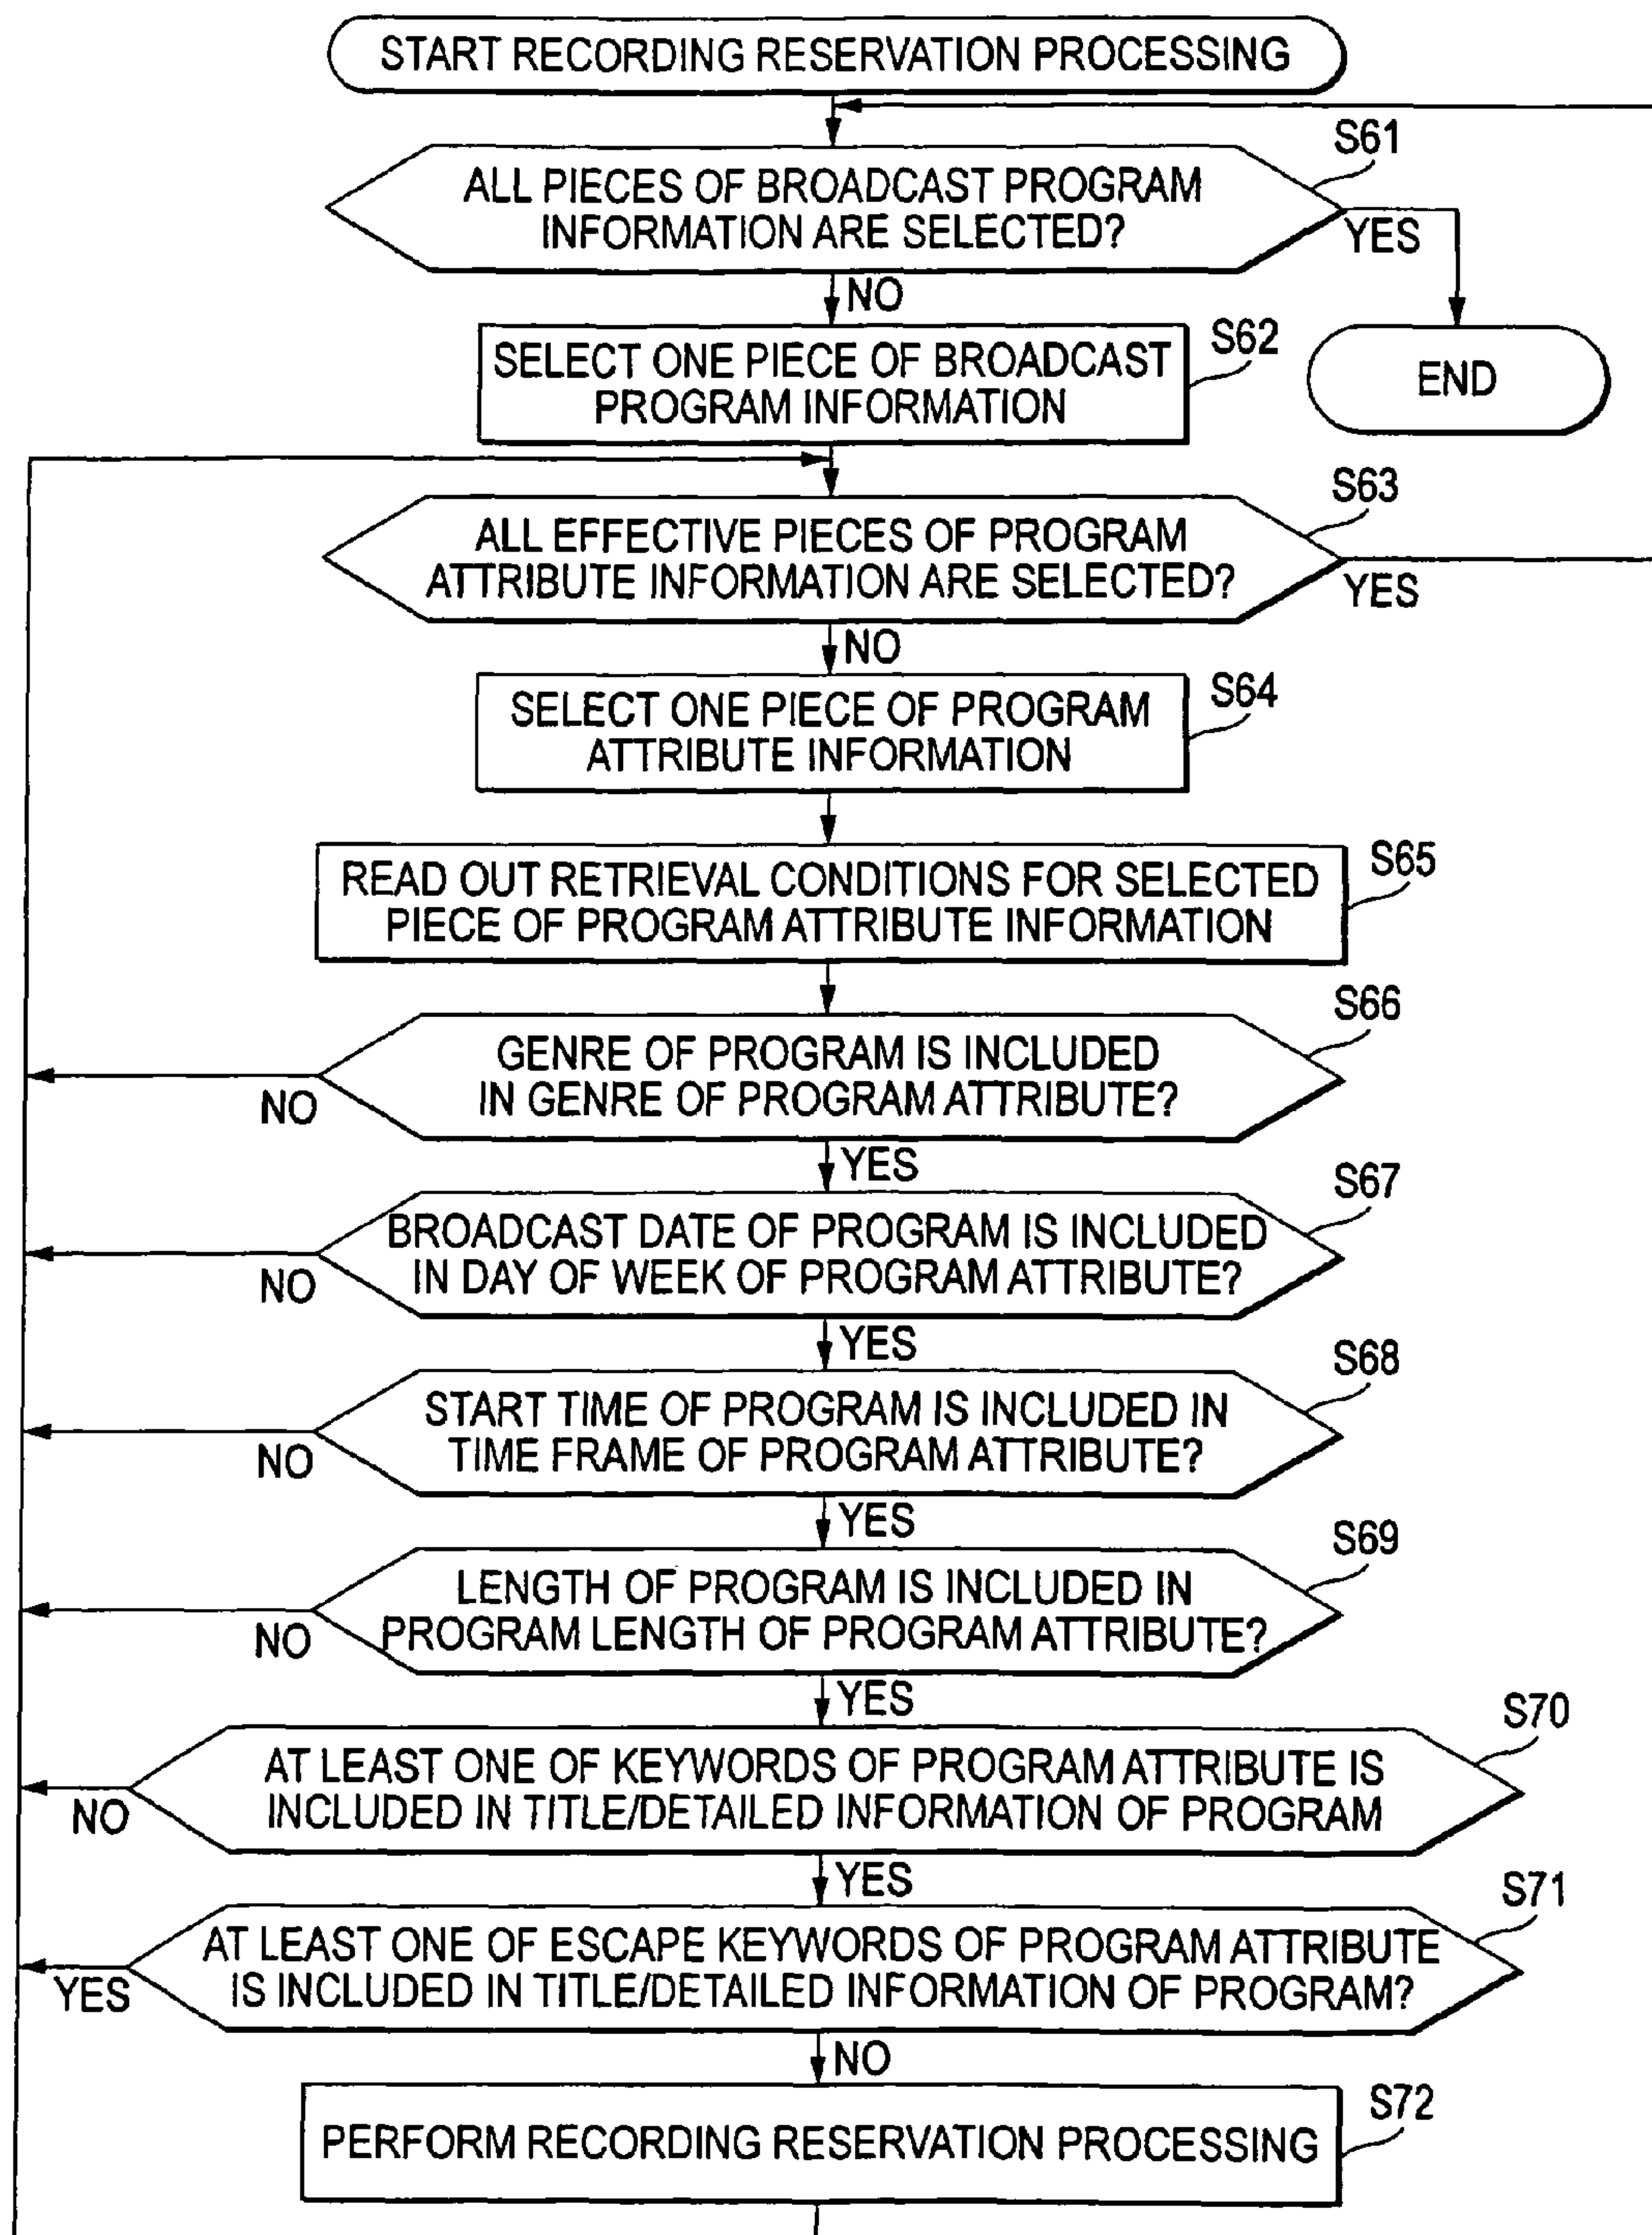 START RECORDING RESERVATION PROCESSING
S61
ALL PIECES OF BROADCAST PROGRAM
INFORMATION ARE SELECTED?
YES
NO
S62
SELECT ONE PIECE OF BROADCAST
PROGRAM INFORMATION
END
S63
ALL EFFECTIVE PIECES OF PROGRAM
ATTRIBUTE INFORMATION ARE SELECTED?
YES
NO
S64
SELECT ONE PIECE OF PROGRAM
ATTRIBUTE INFORMATION
S65
READ OUT RETRIEVAL CONDITIONS FOR SELECTED
PIECE OF PROGRAM ATTRIBUTE INFORMATION
S66
GENRE OF PROGRAM IS INCLUDED
IN GENRE OF PROGRAM ATTRIBUTE?
NO
YES
S67
BROADCAST DATE OF PROGRAM IS INCLUDED
IN DAY OF WEEK OF PROGRAM ATTRIBUTE?
NO
YES
S68
START TIME OF PROGRAM IS INCLUDED IN
TIME FRAME OF PROGRAM ATTRIBUTE?
NO
YES
S69
LENGTH OF PROGRAM IS INCLUDED IN
PROGRAM LENGTH OF PROGRAM ATTRIBUTE?
NO
YES
S70
AT LEAST ONE OF KEYWORDS OF PROGRAM ATTRIBUTE IS
INCLUDED IN TITLE/DETAILED INFORMATION OF PROGRAM
NO
YES
S71
AT LEAST ONE OF ESCAPE KEYWORDS OF PROGRAM ATTRIBUTE
IS INCLUDED IN TITLE/DETAILED INFORMATION OF PROGRAM?
YES
NO
S72
PERFORM RECORDING RESERVATION PROCESSING